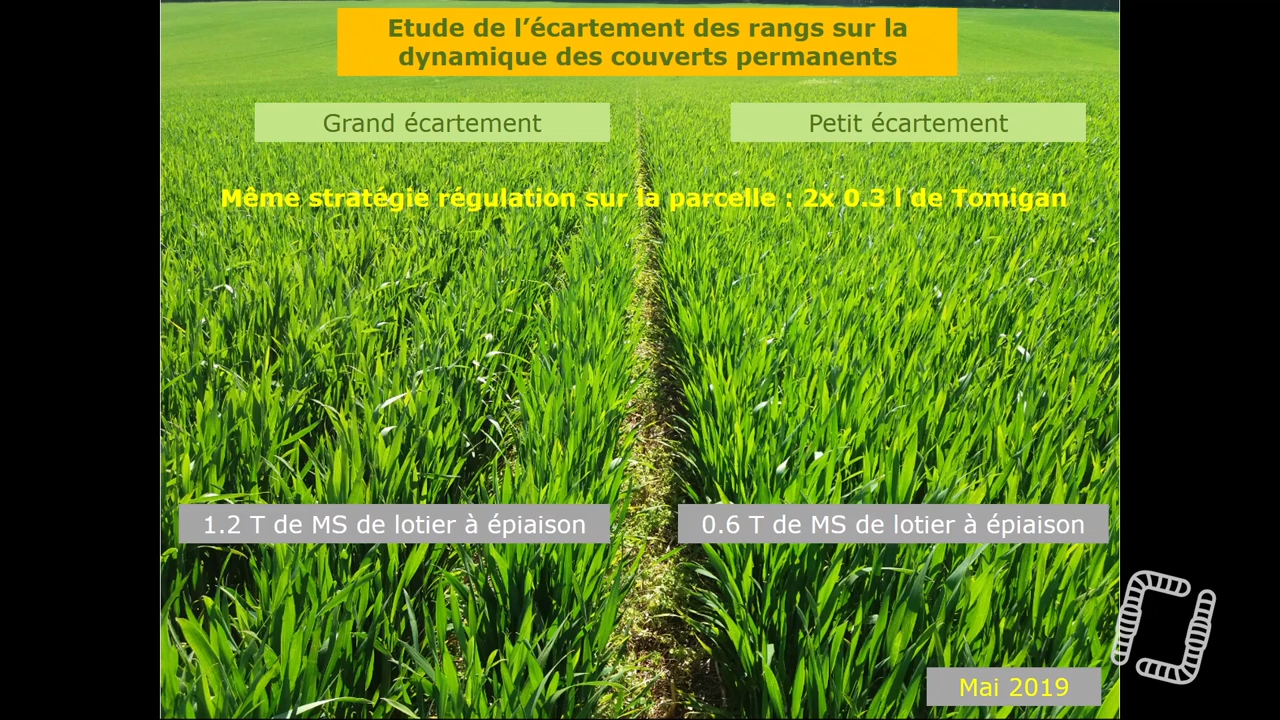 Etude de l’écartement des rangs sur la
dynamique des couverts permanents
Grand écartement
Petit écartement
Même stratégie régulation sur la parcelle : 2x 0.3 l de Tomigan
1.2 T de MS de lotier à épiaison
0.6 T de MS de lotier à épiaison
Mai 2019